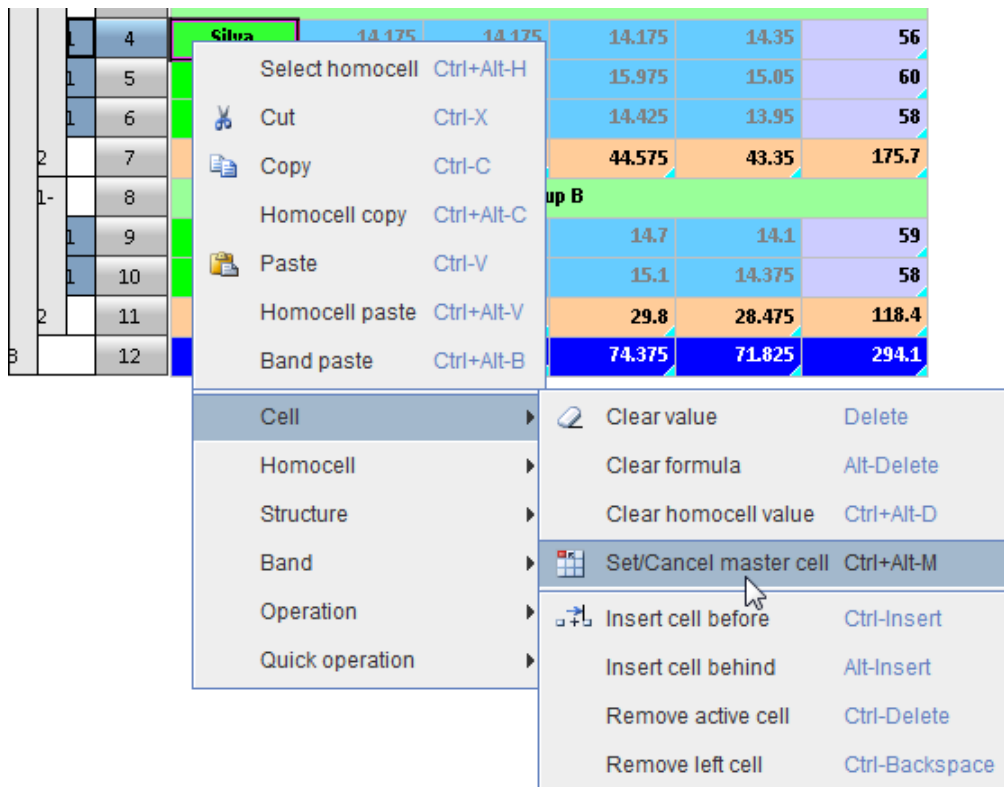 1 4 Silva 14.175 14.175 14.175 14.35 56
1 5 15.975 15.05 60
1 6 14.425 13.95 58
2 7 44.575 43.35 175.7
1- 8 up B
1 9 14.7 14.1 59
1 10 15.1 14.375 58
2 11 29.8 28.475 118.4
12 74.375 71.825 294.1
Select homocell Ctrl+Alt-H
Cut Ctrl-X
Copy Ctrl-C
Homocell copy Ctrl+Alt-C
Paste Ctrl-V
Homocell paste Ctrl+Alt-V
Band paste Ctrl+Alt-B
Cell
Homocell
Structure
Band
Operation
Quick operation
Clear value Delete
Clear formula Alt-Delete
Clear homocell value Ctrl+Alt-D
Set/Cancel master cell Ctrl+Alt-M
Insert cell before Ctrl-Insert
Insert cell behind Alt-Insert
Remove active cell Ctrl-Delete
Remove left cell Ctrl-Backspace